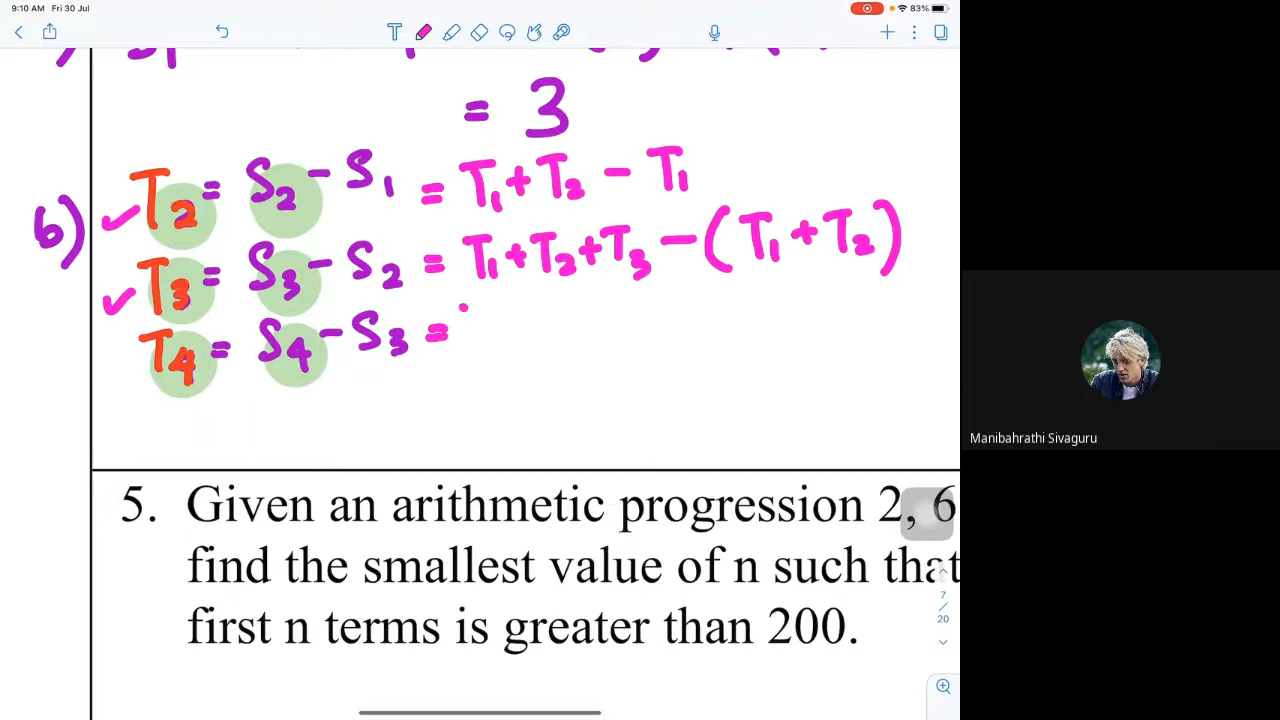 9:10 AM Fri 30 Jul
83%
= 3
b) T2 = S2 - S1 = T1 + T2 - T1
T3 = S3 - S2 = T1 + T2 + T3 - (T1 + T2)
T4 = S4 - S3 =
5. Given an arithmetic progression 2, 6
find the smallest value of n such that
first n terms is greater than 200.
7
/
20
Manibahrathi Sivaguru